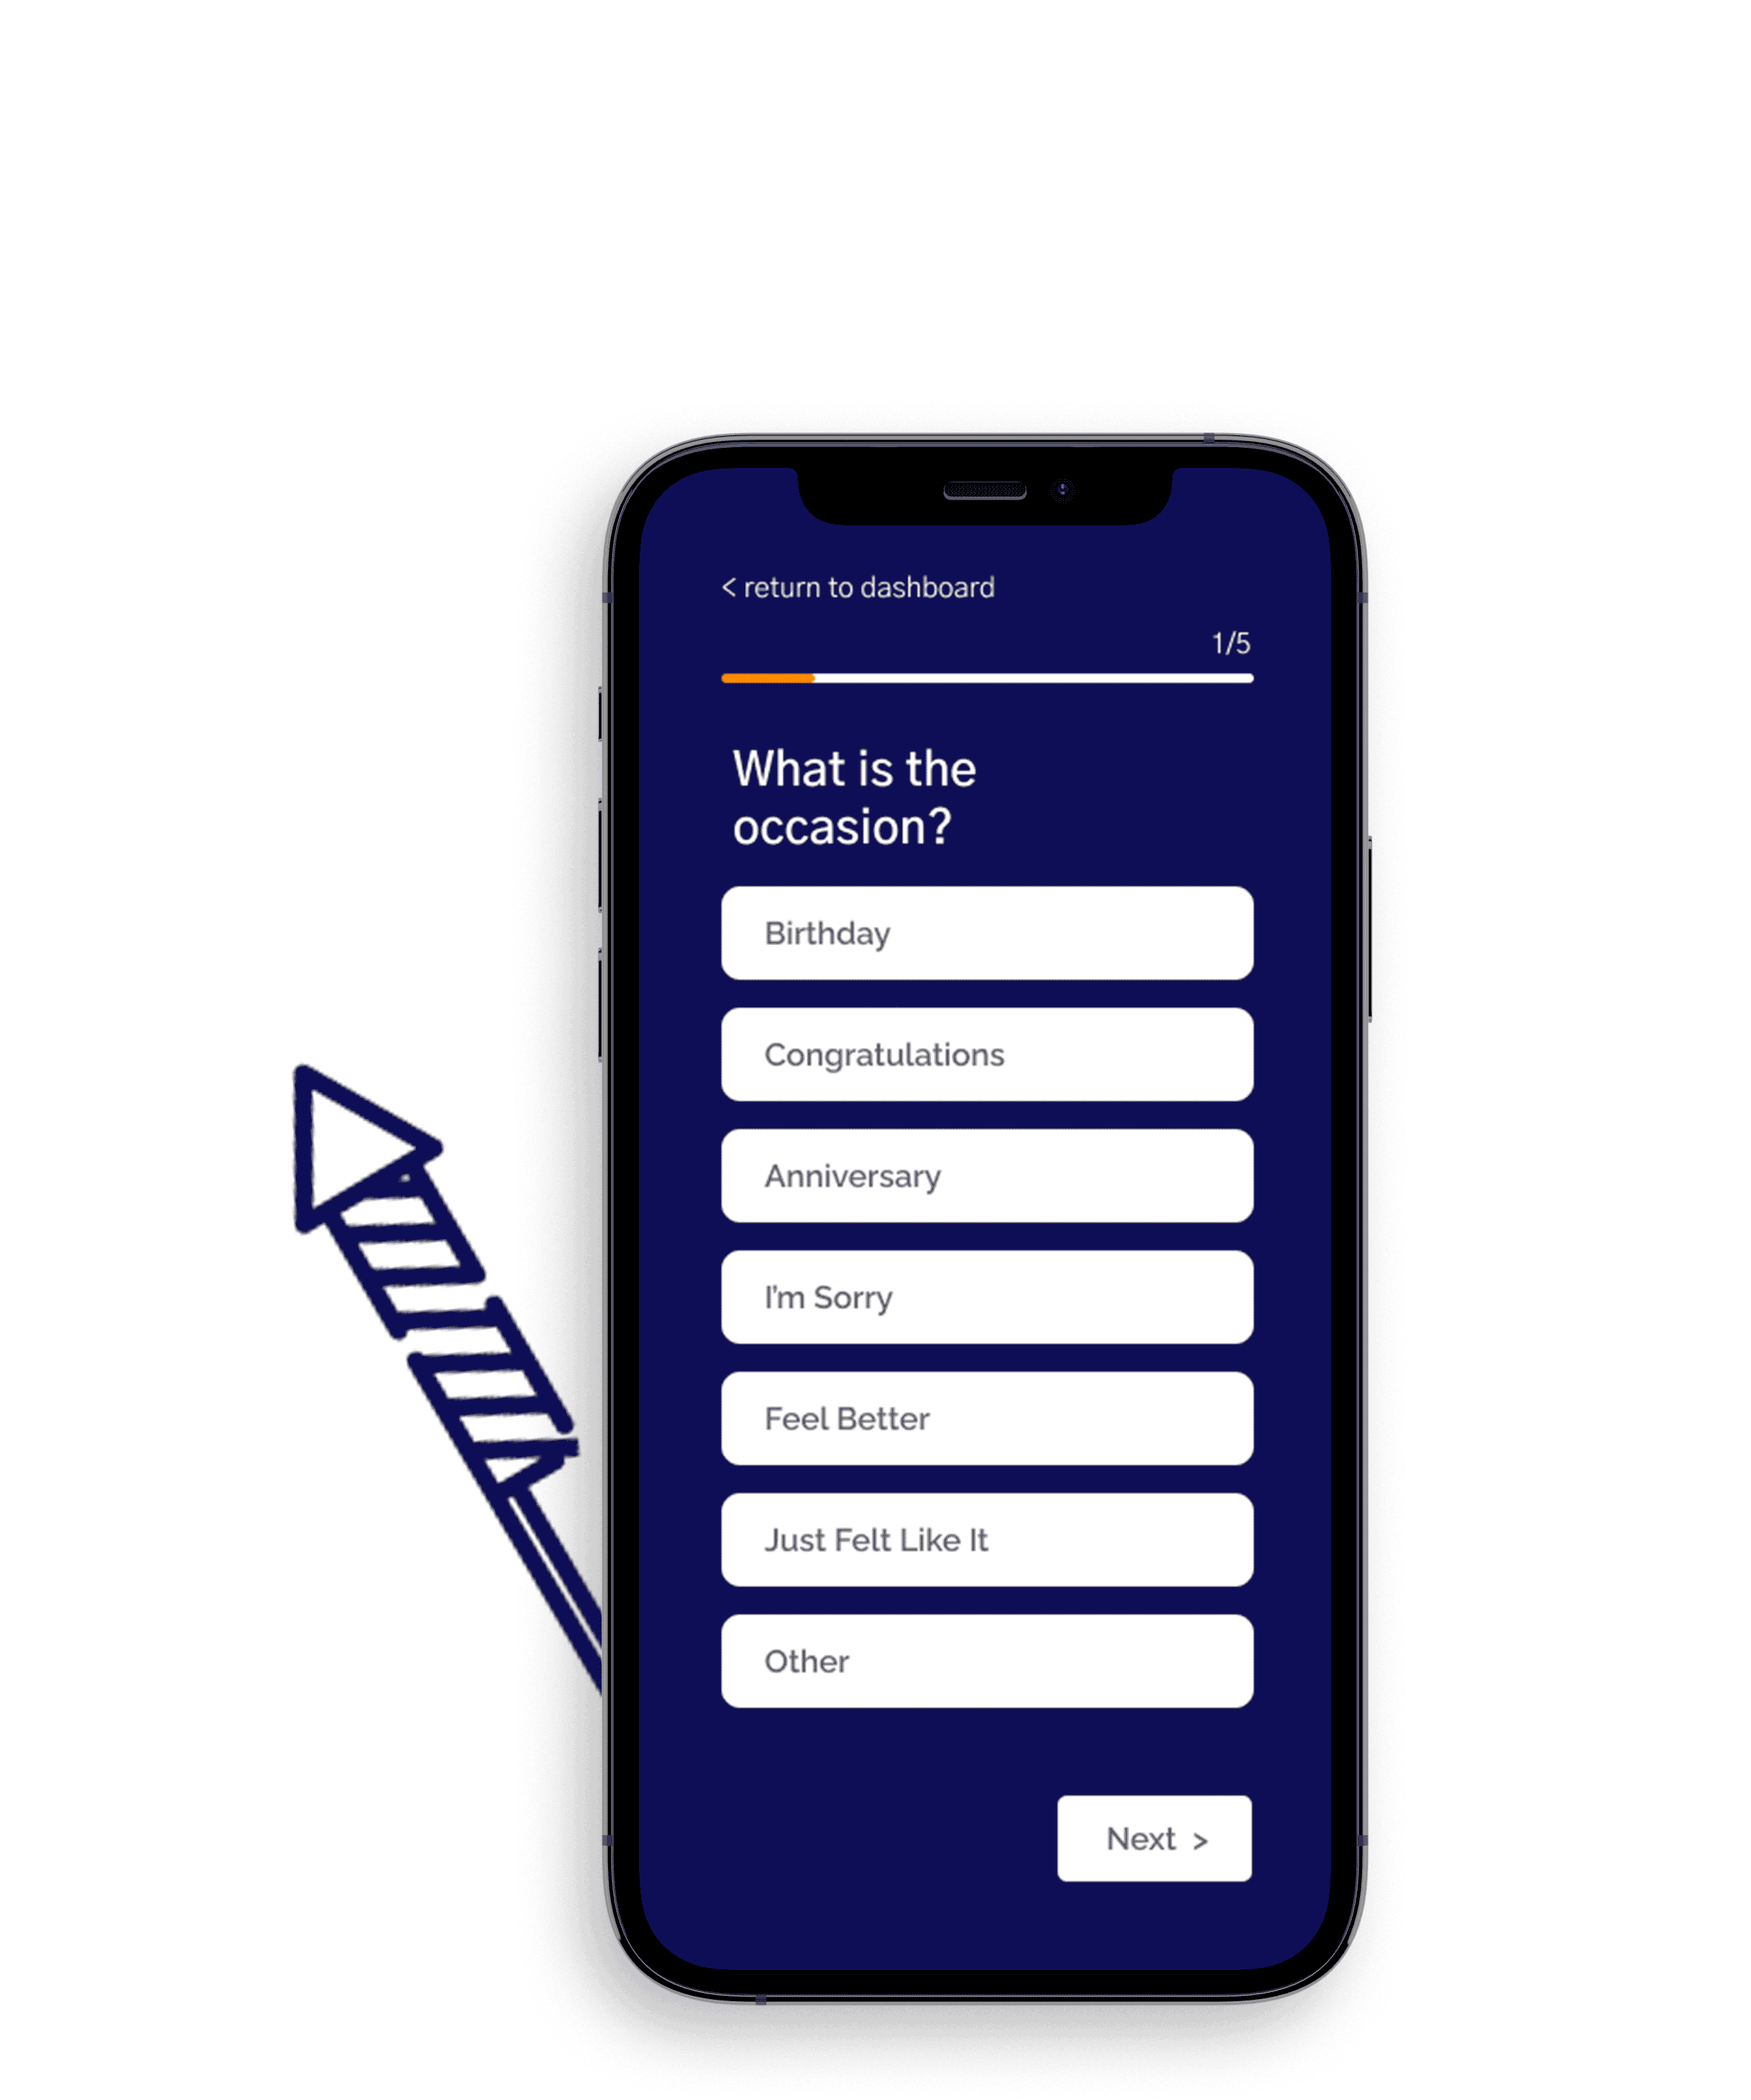 < return to dashboard
1/5
What is the
occasion?
Birthday
Congratulations
Anniversary
I'm Sorry
Feel Better
Just Felt Like It
Other
Next >